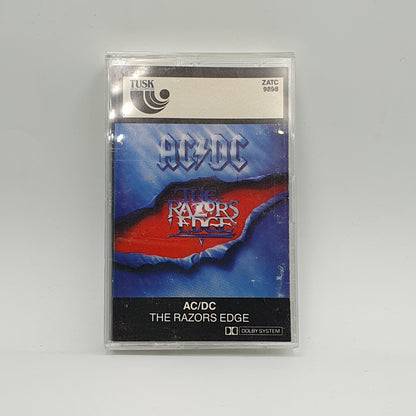 TUSK
ZATC
9898
AC/DC
THE
RAZORS
EDGE
AC/DC
THE RAZORS EDGE
DOLBY SYSTEM